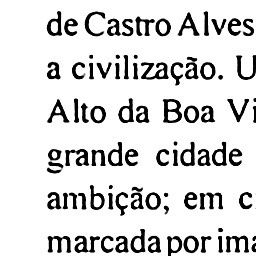 de Castro Alves
a civilização. U
Alto da Boa Vi
grande cidade
ambição; em c
marcada por ima